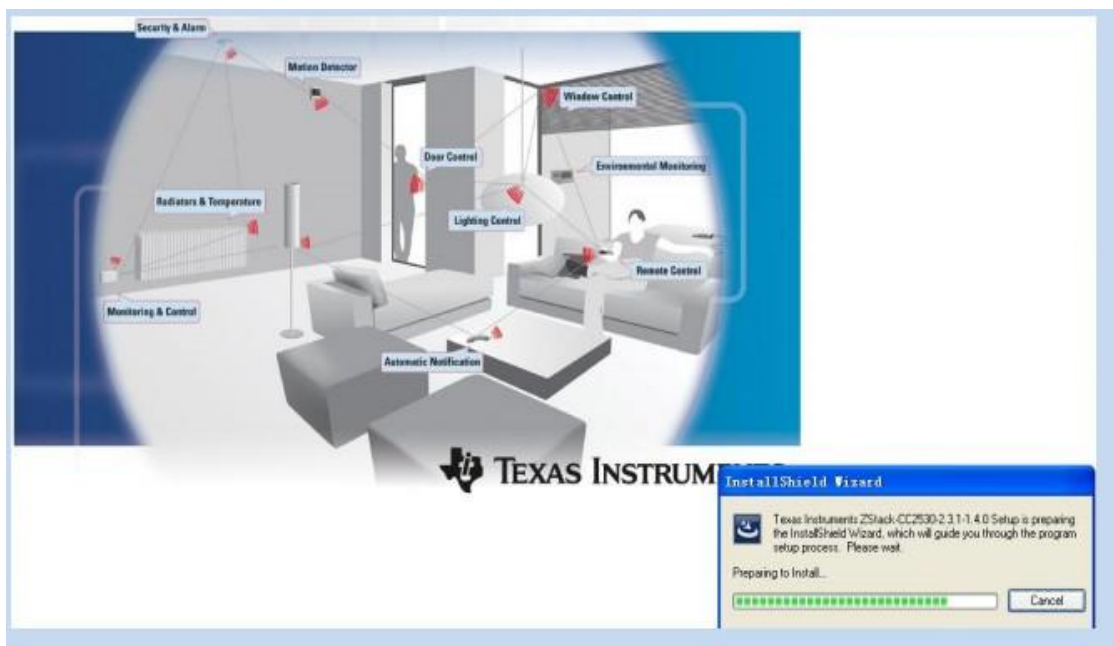 Security & Alarm
Motion Detector
Window Control
Door Control
Environmental Monitoring
Radiators & Temperature
Lighting Control
Remote Control
Monitoring & Control
Automatic Notification
TEXAS INSTRUM
InstallShield Wizard
Texas Instruments ZStack-CC2530-2.3.1-1.4.0 Setup is preparing
the InstallShield Wizard, which will guide you through the program
setup process. Please wait.
Preparing to Install...
Cancel